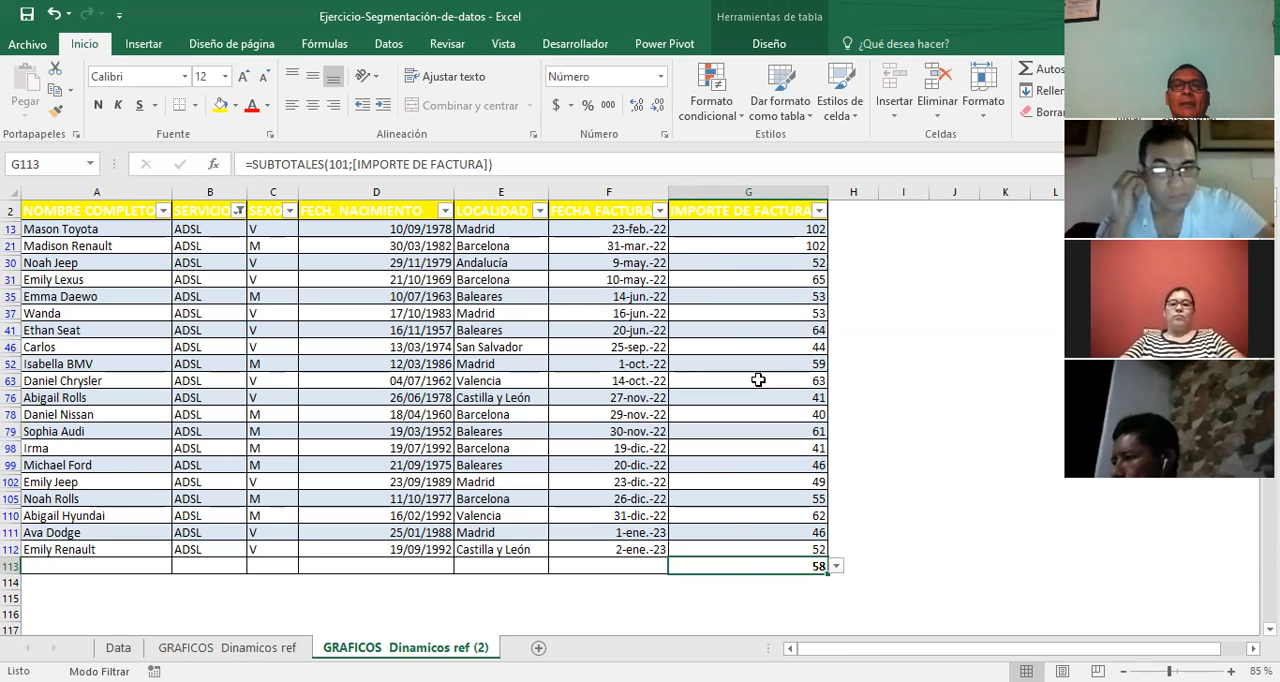 Ejercicio-Segmentación-de-datos - Excel
Herramientas de tabla
Archivo Inicio Insertar Diseño de página Fórmulas Datos Revisar Vista Desarrollador Power Pivot Diseño ¿Qué desea hacer?
Pegar
Calibri 12
N K S
Ajustar texto
Combinar y centrar
Número
$ % 000
Formato condicional
Dar formato como tabla
Estilos de celda
Insertar
Eliminar
Formato
Autos
Reller
Borra
Portapapeles Fuente Alineación Número Estilos Celdas
G113 fx =SUBTOTALES(101;[IMPORTE DE FACTURA])
A B C D E F G H I J K L
2 NOMBRE COMPLETO SERVICIO SEXO FECH. NACIMIENTO LOCALIDAD FECHA FACTURA IMPORTE DE FACTURA
13 Mason Toyota ADSL V 10/09/1978 Madrid 23-feb.-22 102
21 Madison Renault ADSL M 30/03/1982 Barcelona 31-mar.-22 102
30 Noah Jeep ADSL V 29/11/1979 Andalucía 9-may.-22 52
31 Emily Lexus ADSL V 21/10/1969 Barcelona 10-may.-22 65
35 Emma Daewo ADSL M 10/07/1963 Baleares 14-jun.-22 53
37 Wanda ADSL V 17/10/1983 Madrid 16-jun.-22 53
41 Ethan Seat ADSL V 16/11/1957 Baleares 20-jun.-22 64
46 Carlos ADSL V 13/03/1974 San Salvador 25-sep.-22 44
52 Isabella BMV ADSL M 12/03/1986 Madrid 1-oct.-22 59
63 Daniel Chrysler ADSL V 04/07/1962 Valencia 14-oct.-22 63
76 Abigail Rolls ADSL V 26/06/1978 Castilla y León 27-nov.-22 41
78 Daniel Nissan ADSL M 18/04/1960 Barcelona 29-nov.-22 40
79 Sophia Audi ADSL M 19/03/1952 Baleares 30-nov.-22 61
98 Irma ADSL M 19/07/1992 Barcelona 19-dic.-22 41
99 Michael Ford ADSL M 21/09/1975 Baleares 20-dic.-22 46
102 Emily Jeep ADSL V 23/09/1989 Madrid 23-dic.-22 49
105 Noah Rolls ADSL M 11/10/1977 Barcelona 26-dic.-22 55
110 Abigail Hyundai ADSL M 16/02/1992 Valencia 31-dic.-22 62
111 Ava Dodge ADSL V 25/01/1988 Madrid 1-ene.-23 46
112 Emily Renault ADSL V 19/09/1992 Castilla y León 2-ene.-23 52
113 58
114
115
116
117
Data GRAFICOS Dinamicos ref GRAFICOS Dinamicos ref (2)
Listo Modo Filtrar 85 %